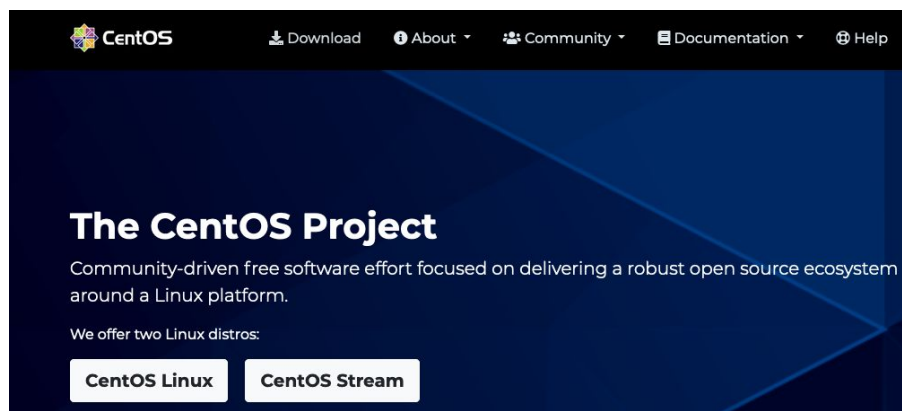 CentOS Download About Community Documentation Help
The CentOS Project
Community-driven free software effort focused on delivering a robust open source ecosystem
around a Linux platform.
We offer two Linux distros:
CentOS Linux CentOS Stream